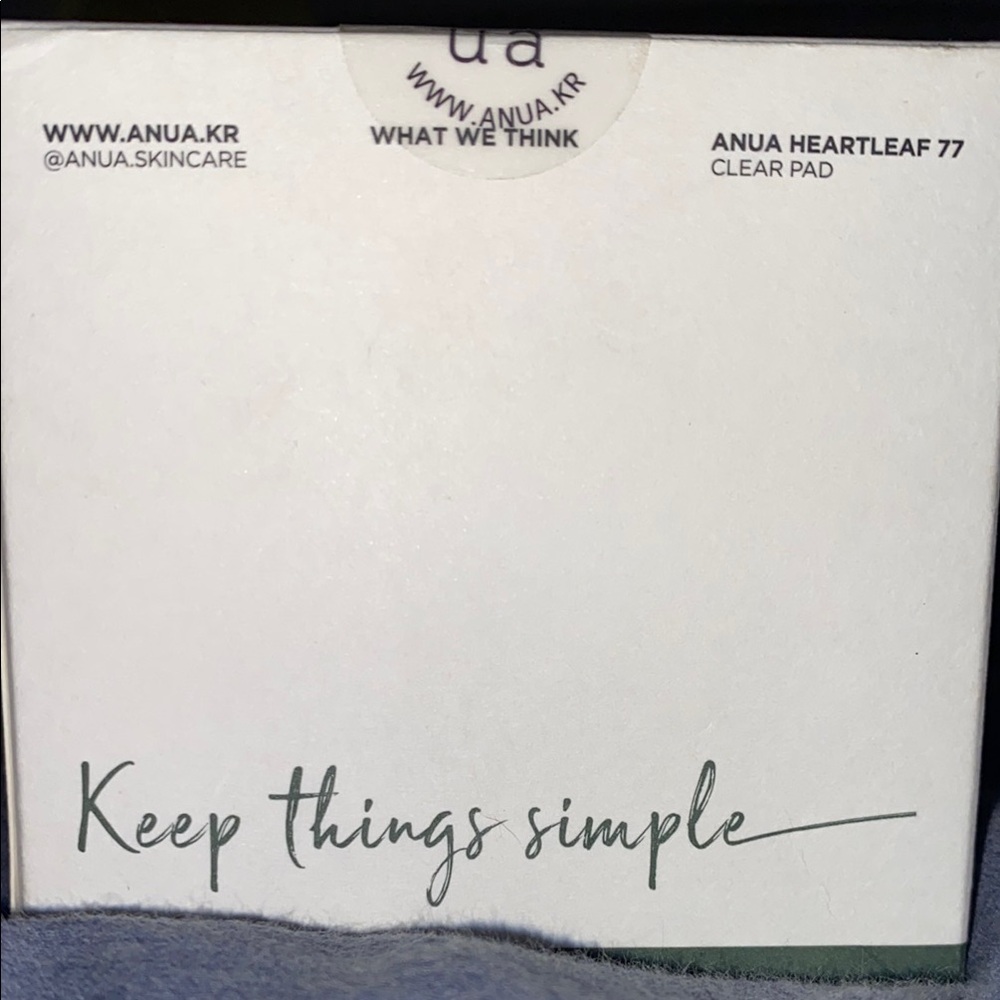 ua
WWW.ANUA.KR
WWW.ANUA.KR
@ANUA.SKINCARE
WHAT WE THINK
ANUA HEARTLEAF 77
CLEAR PAD
Keep things simple